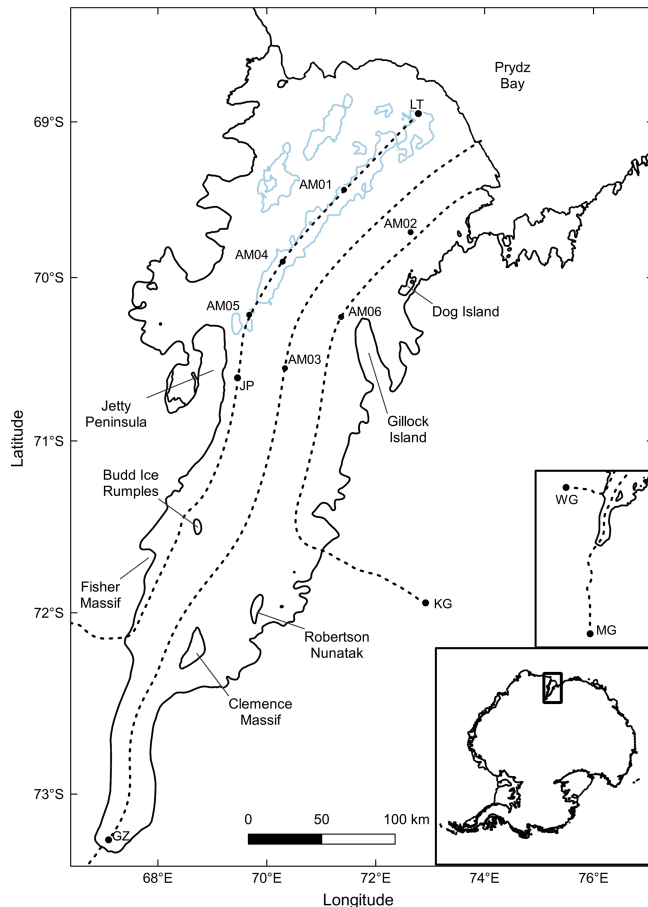 Prydz
Bay
LT
69°S
AM01
AM02
AM04
70°S
Dog Island
AM05
AM06
AM03
JP
Jetty
Peninsula
Gillock
Island
Latitude
71°S
Budd Ice
Rumples
WG
Fisher
Massif
KG
72°S
MG
Robertson
Nunatak
Clemence
Massif
73°S
0 50 100 km
GZ
68°E 70°E 72°E 74°E 76°E
Longitude